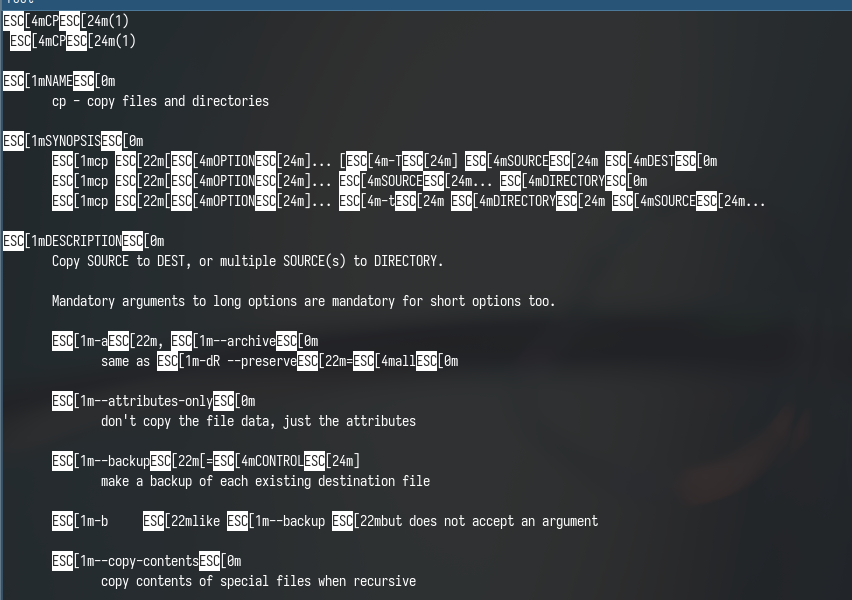 ESC[4mCPESC[24m(1)
ESC[4mCPESC[24m(1)
ESC[1mNAMEESC[0m
cp - copy files and directories
ESC[1mSYNOPSISESC[0m
ESC[1mcp ESC[22m[ESC[4mOPTIONESC[24m]... [ESC[4m-TESC[24m] ESC[4mSOURCEESC[24m ESC[4mDESTESC[0m
ESC[1mcp ESC[22m[ESC[4mOPTIONESC[24m]... ESC[4mSOURCEESC[24m... ESC[4mDIRECTORYESC[0m
ESC[1mcp ESC[22m[ESC[4mOPTIONESC[24m]... ESC[4m-tESC[24m ESC[4mDIRECTORYESC[24m ESC[4mSOURCEESC[24m...
ESC[1mDESCRIPTIONESC[0m
Copy SOURCE to DEST, or multiple SOURCE(s) to DIRECTORY.
Mandatory arguments to long options are mandatory for short options too.
ESC[1m-aESC[22m, ESC[1m--archiveESC[0m
same as ESC[1m-dR --preserveESC[22m=ESC[4mallESC[0m
ESC[1m--attributes-onlyESC[0m
don't copy the file data, just the attributes
ESC[1m--backupESC[22m[=ESC[4mCONTROLESC[24m]
make a backup of each existing destination file
ESC[1m-b ESC[22mlike ESC[1m--backup ESC[22mbut does not accept an argument
ESC[1m--copy-contentsESC[0m
copy contents of special files when recursive